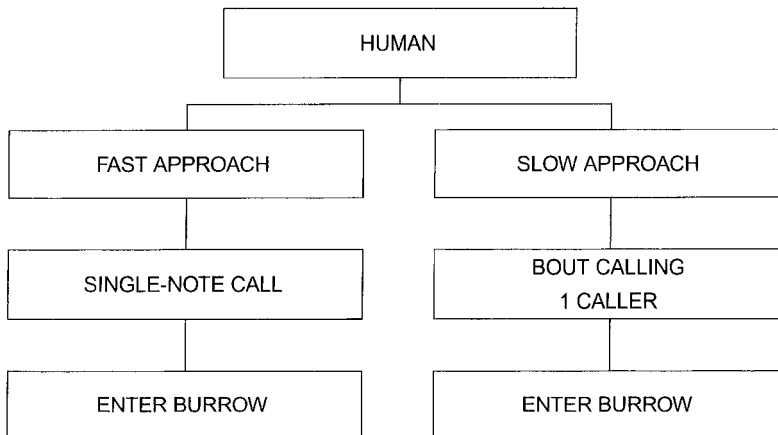 HUMAN
FAST APPROACH
SLOW APPROACH
SINGLE-NOTE CALL
BOUT CALLING
1 CALLER
ENTER BURROW
ENTER BURROW